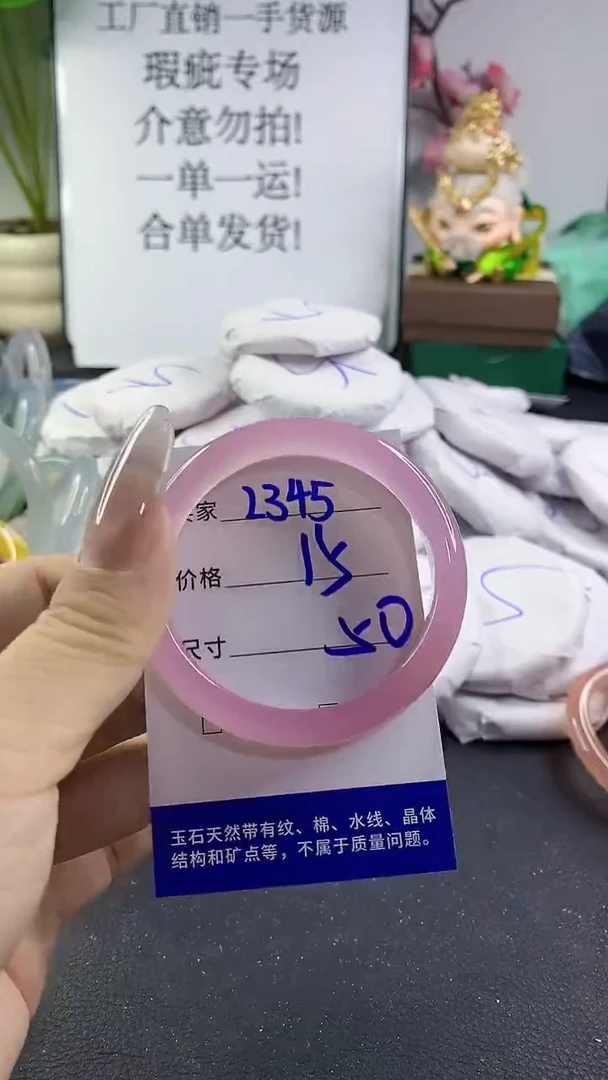 工厂直销一手货源
瑕疵专场
介意勿拍!
一单一运!
合单发货!
家 2345
价格 15
尺寸 50
玉石天然带有纹、棉、水线、晶体
结构和矿点等，不属于质量问题。